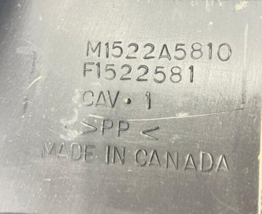 M1522A5810
F1522581
CAV. 1
>PP<
MADE IN CANADA